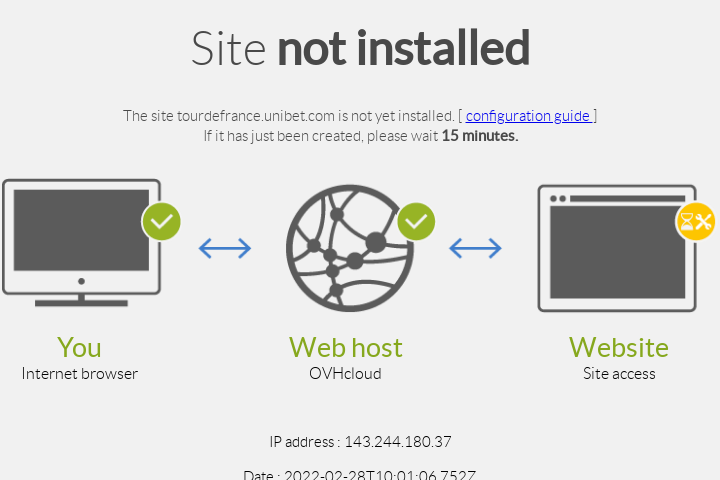 Site not installed
The site tourdefrance.unibet.com is not yet installed. [ configuration guide ]
If it has just been created, please wait 15 minutes.
You
Internet browser
Web host
OVHcloud
Website
Site access
IP address : 143.244.180.37
Date : 2022-02-28T10:01:06.752Z